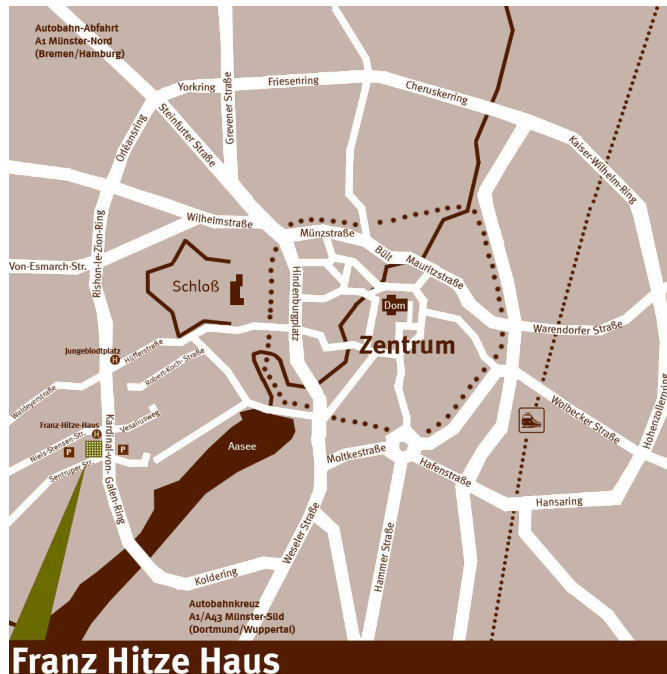 Autobahn-Abfahrt
A1 Münster-Nord
(Bremen/Hamburg)
Yorkring
Friesenring
Cheruskerring
Grevener Straße
Steinfurter Straße
Orléansring
Kaiser-Wilhelm-Ring
Wilhelmstraße
Münzstraße
Bült
Mauritzstraße
Von-Esmarch-Str.
Rishon-le-Zion-Ring
Schloß
Hindenburgplatz
Dom
Zentrum
Warendorfer Straße
Jungeblodtplatz
H
Hüfferstraße
Robert-Koch-Straße
Waldeyerstraße
Wolbecker Straße
Hohenzollernring
Franz-Hitze-Haus
H
Vesaliusweg
Niels-Stensen-Str.
P
P
Sentruper Str.
Kardinal-von-Galen-Ring
Aasee
Moltkestraße
Hafenstraße
Hansaring
Weseler Straße
Hammer Straße
Koldering
Autobahnkreuz
A1/A43 Münster-Süd
(Dortmund/Wuppertal)
Franz Hitze Haus